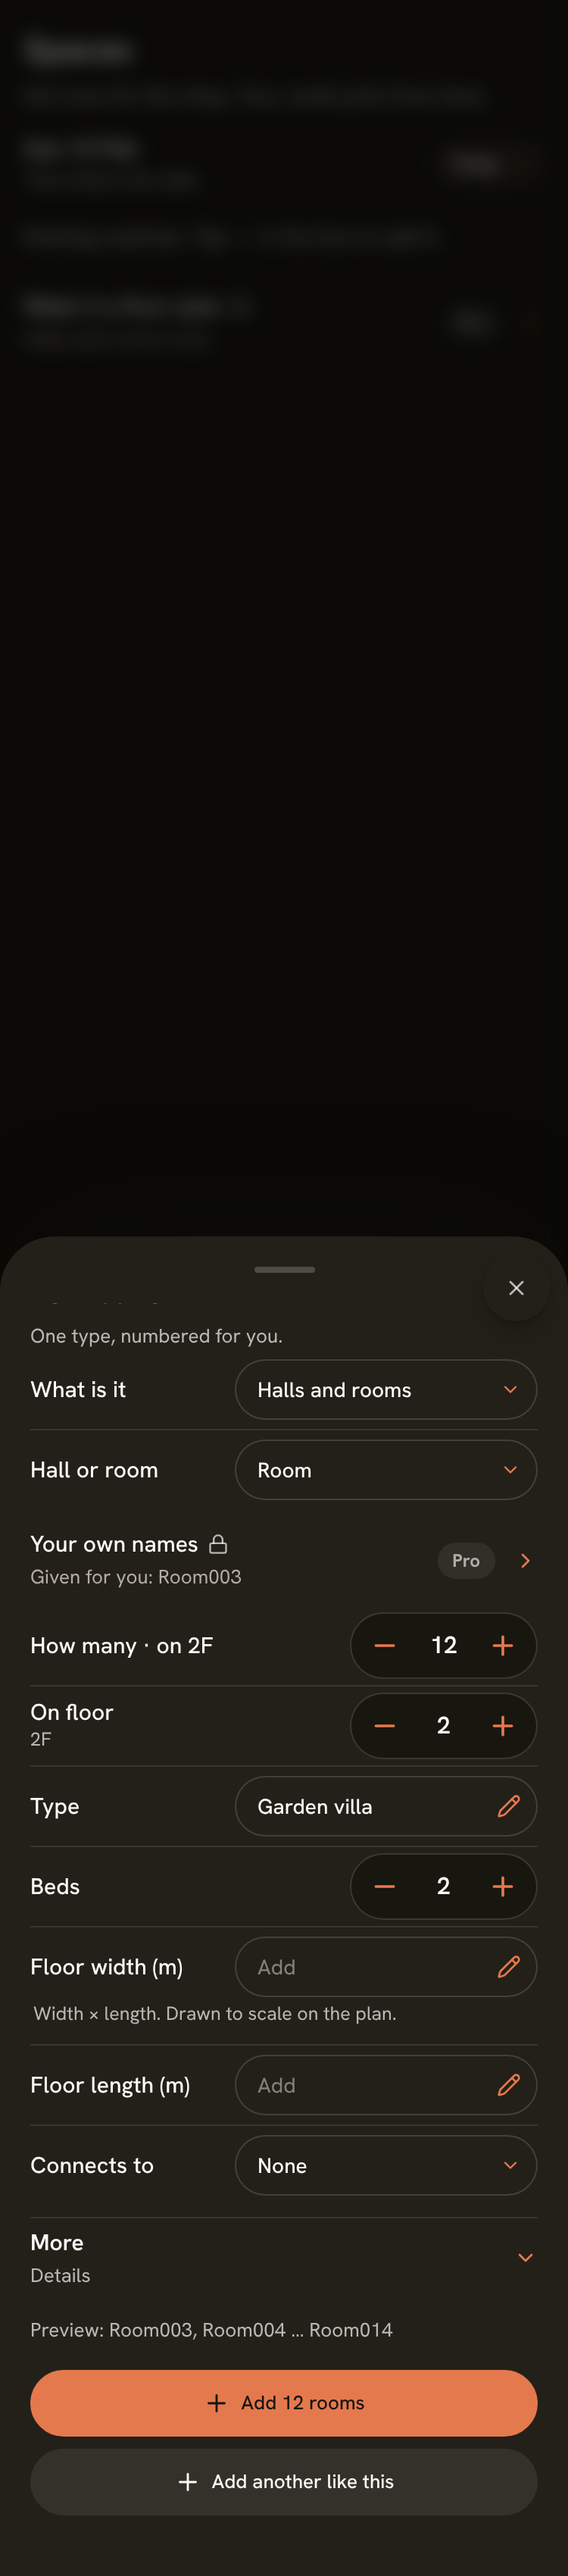 Spaces
One type, numbered for you.
What is it
Halls and rooms
Hall or room
Room
Your own names
Given for you: Room003
Pro
How many · on 2F
12
On floor
2F
2
Type
Garden villa
Beds
2
Floor width (m)
Add
Width × length. Drawn to scale on the plan.
Floor length (m)
Add
Connects to
None
More
Details
Preview: Room003, Room004 … Room014
Add 12 rooms
Add another like this